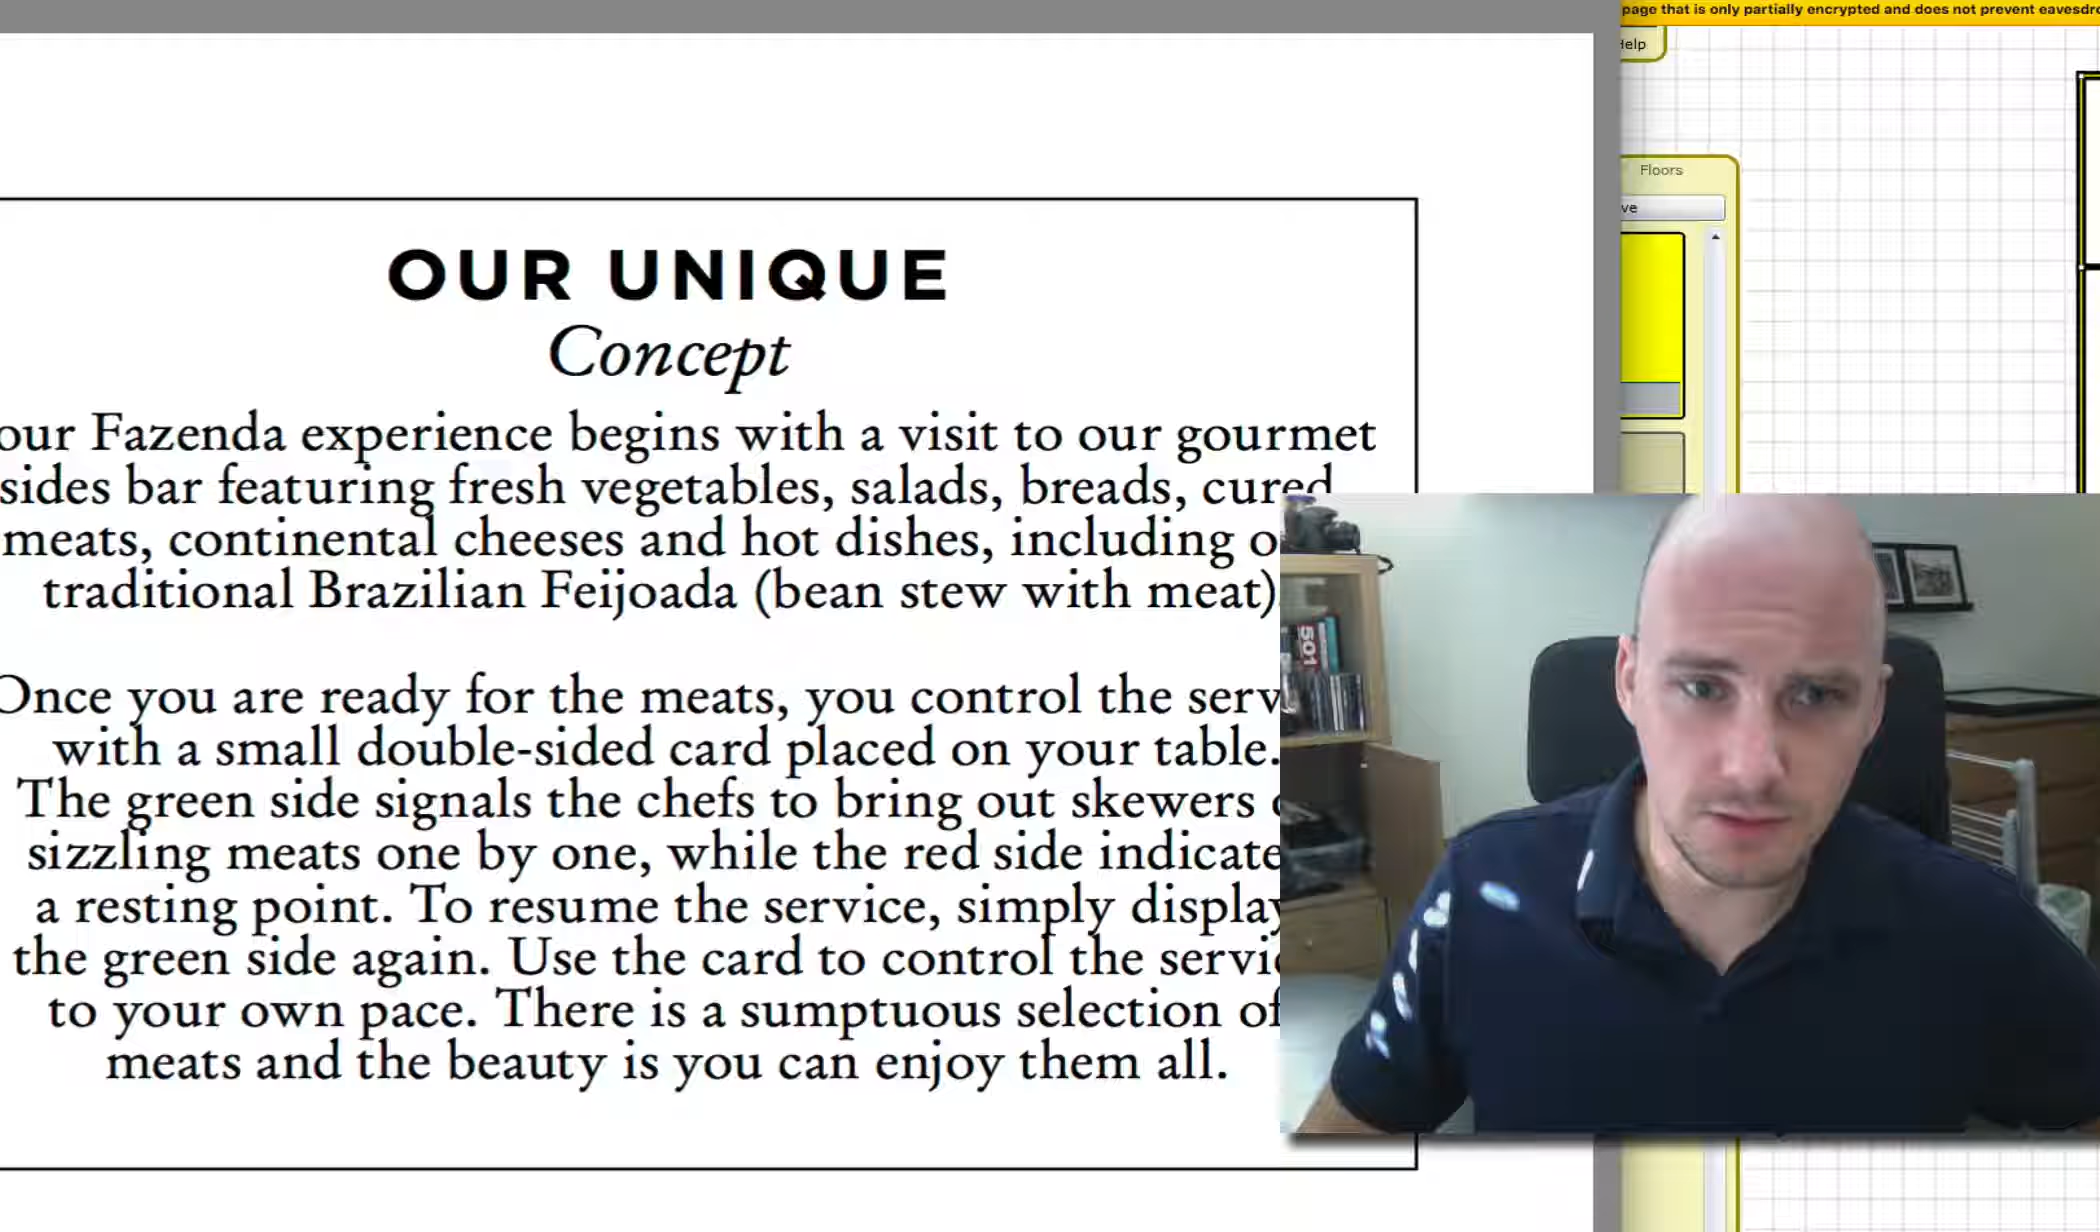 page that is only partially encrypted and does not prevent
Help
Floors
OUR UNIQUE
Concept
our Fazenda experience begins with a visit to our gourmet
sides bar featuring fresh vegetables, salads, breads, cured
meats, continental cheeses and hot dishes, including
traditional Brazilian Feijoada (bean stew with meat)
Once you are ready for the meats, you control the
with a small double-sided card placed on your table.
The green side signals the chefs to bring out skewers
sizzling meats one by one, while the red side
a resting point. To resume the service, simply display
the green side again. Use the card to control the
to your own pace. There is a sumptuous selection of
meats and the beauty is you can enjoy them all.
501